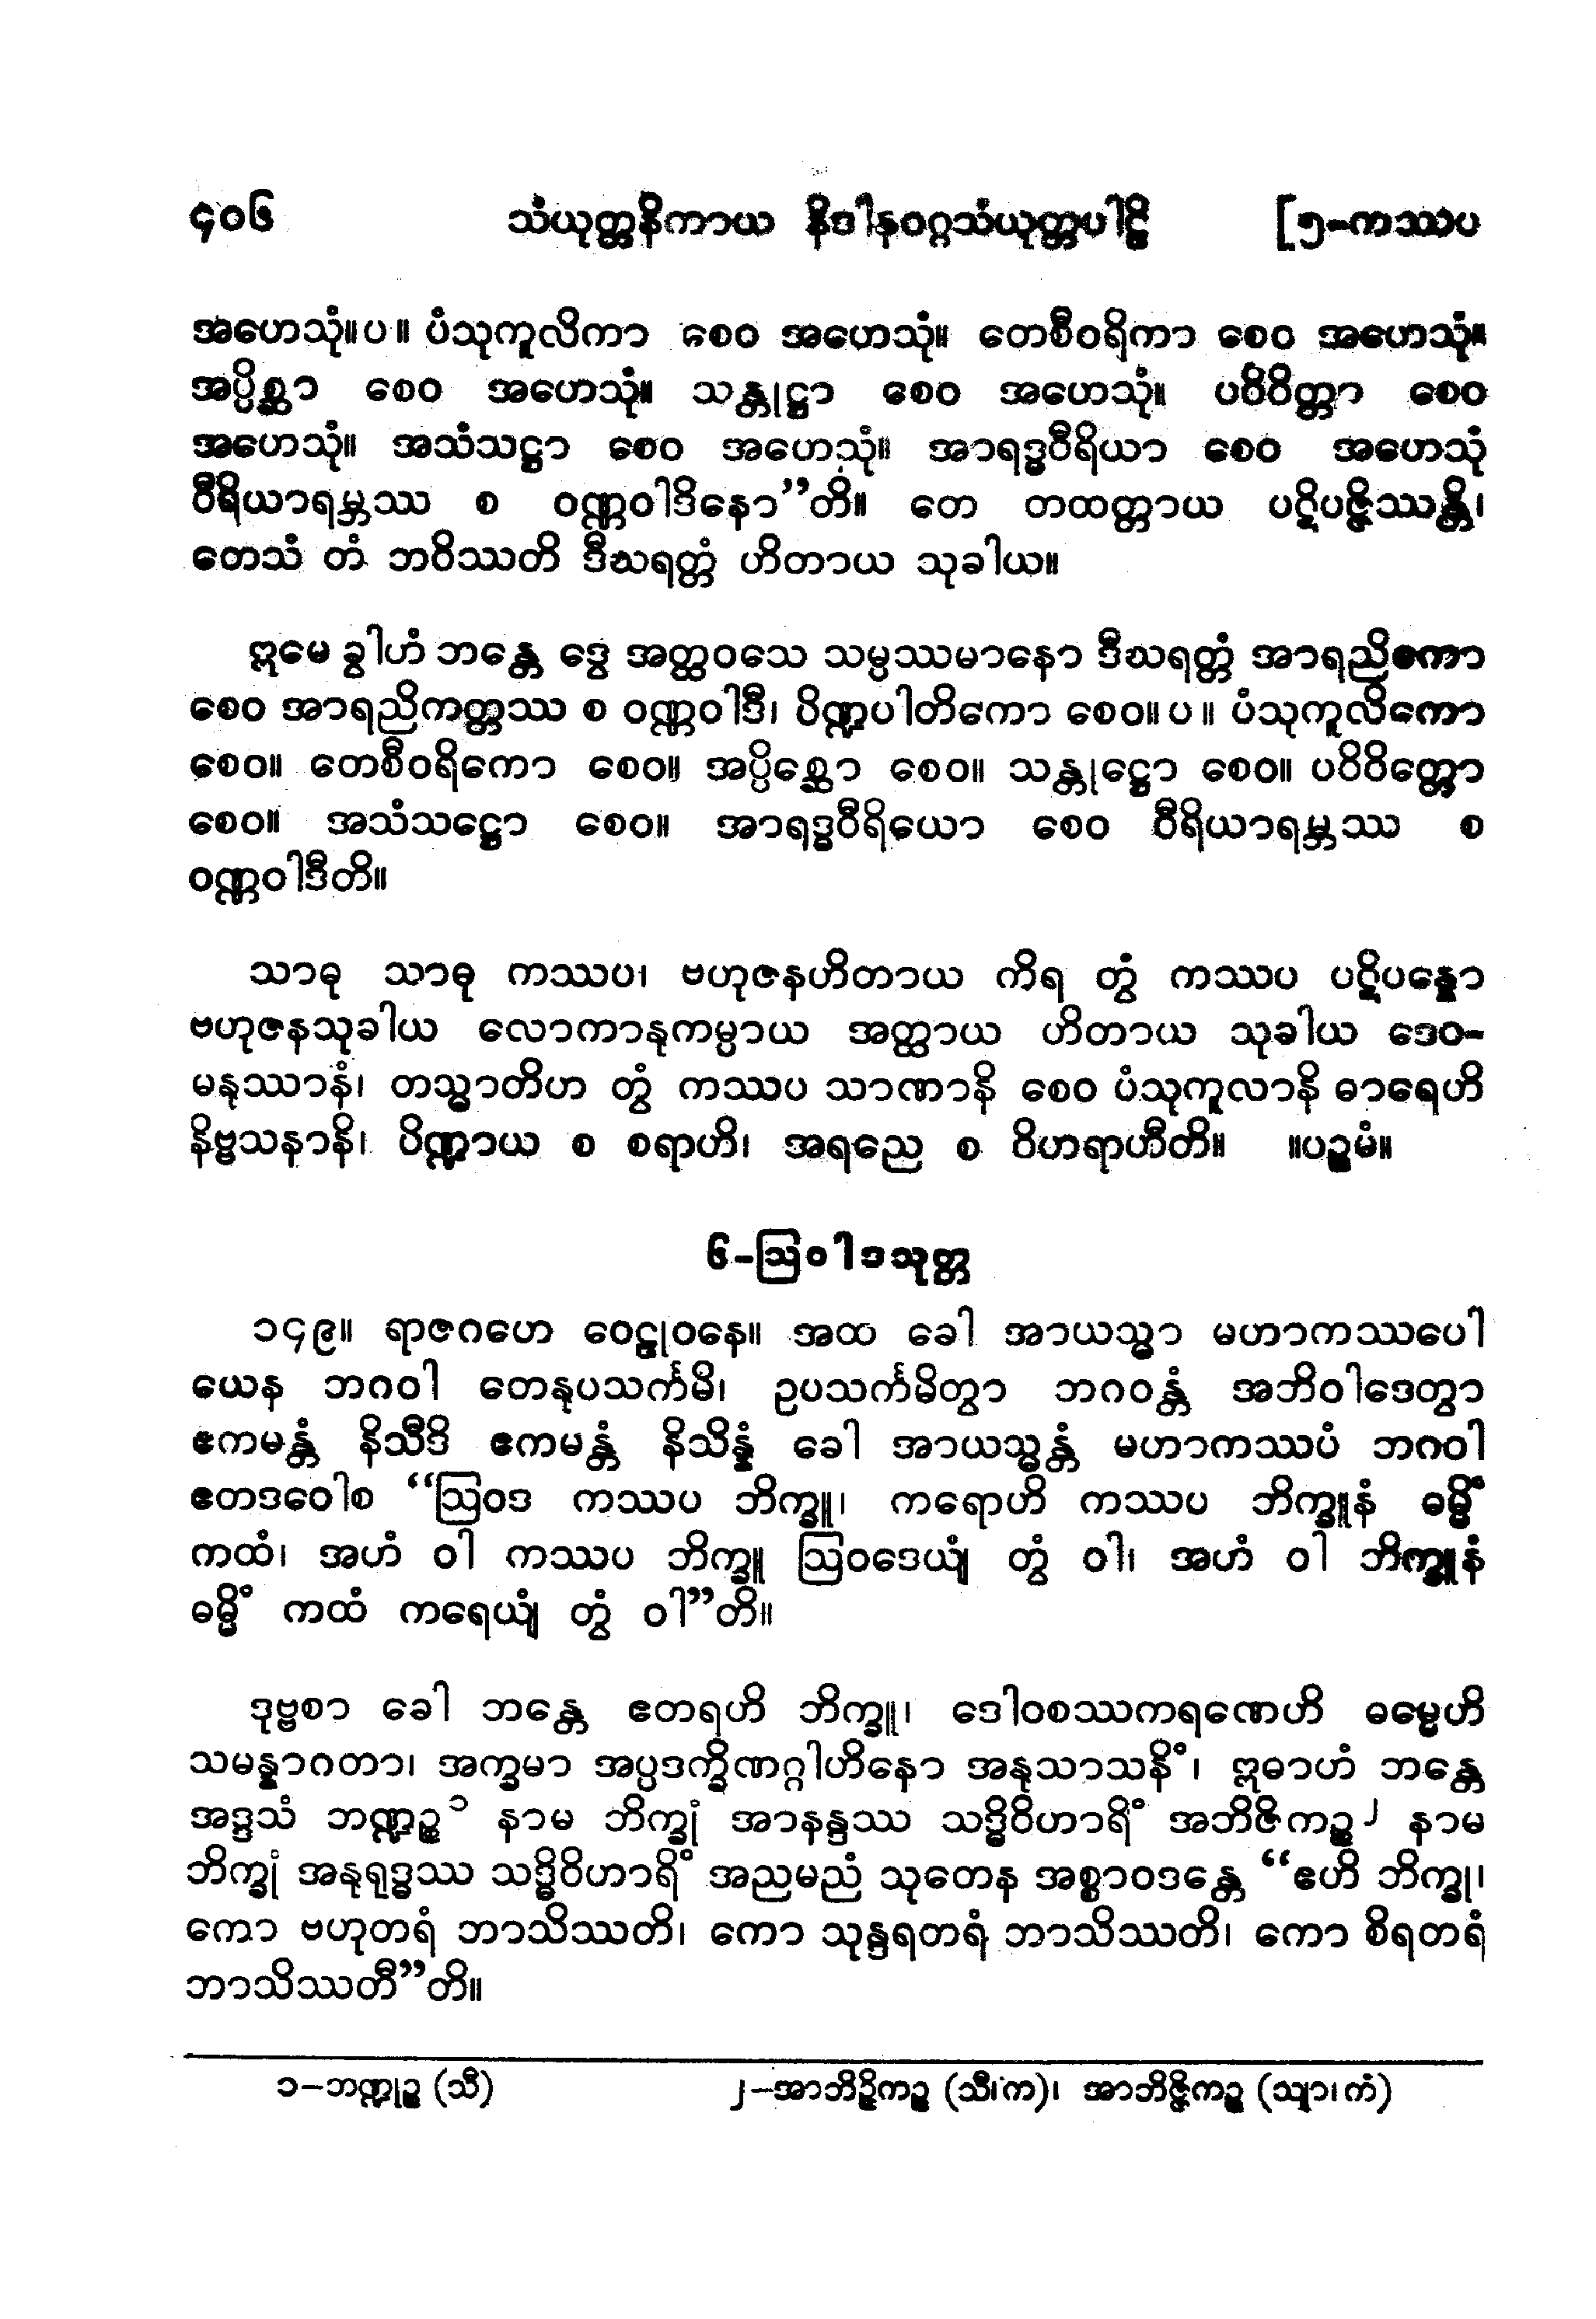 ၄၀၆ သံယုတ္တနိကာယ နိဒါနဝဂ္ဂသံယုတ္တပါဠိ [၅-ကဿပ
အဟေသုံ။ပ။ ပံသုကူလိကာ စေဝ အဟေသုံ။ တေစီဝရိကာ စေဝ အဟေသုံ။
အပ္ပိစ္ဆာ စေဝ အဟေသုံ။ သန္တုဋ္ဌာ စေဝ အဟေသုံ။ ပဝိဝိတ္တာ စေဝ
အဟေသုံ။ အသံသဋ္ဌာ စေဝ အဟေသုံ။ အာရဒ္ဓဝီရိယာ စေဝ အဟေသုံ
ဝီရိယာရမ္ဘဿ စ ဝဏ္ဏဝါဒိနော”တိ။ တေ တထတ္တာယ ပဋိပဇ္ဇိဿန္တိ၊
တေသံ တံ ဘဝိဿတိ ဒီဃရတ္တံ ဟိတာယ သုခါယ။
ဣမေ ခွါဟံ ဘန္တေ ဒွေ အတ္ထဝသေ သမ္ပဿမာနော ဒီဃရတ္တံ အာရညိကော
စေဝ အာရညိကတ္တဿ စ ဝဏ္ဏဝါဒီ၊ ပိဏ္ဍပါတိကော စေဝ။ပ။ ပံသုကူလိကော
စေဝ။ တေစီဝရိကော စေဝ။ အပ္ပိစ္ဆော စေဝ။ သန္တုဋ္ဌော စေဝ။ ပဝိဝိတ္တော
စေဝ။ အသံသဋ္ဌော စေဝ။ အာရဒ္ဓဝီရိယော စေဝ ဝီရိယာရမ္ဘဿ စ
ဝဏ္ဏဝါဒီတိ။
သာဓု သာဓု ကဿပ၊ ဗဟုဇနဟိတာယ ကိရ တွံ ကဿပ ပဋိပန္နော
ဗဟုဇနသုခါယ လောကာနုကမ္ပာယ အတ္ထာယ ဟိတာယ သုခါယ ဒေဝ-
မနုဿာနံ၊ တသ္မာတိဟ တွံ ကဿပ သာဏာနိ စေဝ ပံသုကူလာနိ ဓာရေဟိ
နိဗ္ဗသနာနိ၊ ပိဏ္ဍာယ စ စရာဟိ၊ အရညေ စ ဝိဟရာဟီတိ။ ။ပဉ္စမံ။
၆-ဩဝါဒသုတ္တ
၁၄၉။ ရာဇဂဟေ ဝေဠုဝနေ။ အထ ခေါ အာယသ္မာ မဟာကဿပေါ
ယေန ဘဂဝါ တေနုပသင်္ကမိ၊ ဥပသင်္ကမိတွာ ဘဂဝန္တံ အဘိဝါဒေတွာ
ဧကမန္တံ နိသီဒိ ဧကမန္တံ နိသိန္နံ ခေါ အာယသ္မန္တံ မဟာကဿပံ ဘဂဝါ
ဧတဒဝေါစ “ဩဝဒ ကဿပ ဘိက္ခူ၊ ကရောဟိ ကဿပ ဘိက္ခူနံ ဓမ္မိံ
ကထံ၊ အဟံ ဝါ ကဿပ ဘိက္ခူ ဩဝဒေယျံ တွံ ဝါ၊ အဟံ ဝါ ဘိက္ခူနံ
ဓမ္မိံ ကထံ ကရေယျံ တွံ ဝါ”တိ။
ဒုဗ္ဗစာ ခေါ ဘန္တေ ဧတရဟိ ဘိက္ခူ၊ ဒေါဝစဿကရဏေဟိ ဓမ္မေဟိ
သမန္နာဂတာ၊ အက္ခမာ အပ္ပဒက္ခိဏဂ္ဂါဟိနော အနုသာသနိံ၊ ဣဓာဟံ ဘန္တေ
အဒ္ဒသံ ဘဏ္ဍဉ္စ၁ နာမ ဘိက္ခုံ အာနန္ဒဿ သဒ္ဓိဝိဟာရိံ အဘိဇိကဉ္စ၂ နာမ
ဘိက္ခုံ အနုရုဒ္ဓဿ သဒ္ဓိဝိဟာရိံ အညမညံ သုတေန အစ္စာဝဒန္တေ “ဧဟိ ဘိက္ခု၊
ကော ဗဟုတရံ ဘာသိဿတိ၊ ကော သုန္ဒရတရံ ဘာသိဿတိ၊ ကော စိရတရံ
ဘာသိဿတီ”တိ။
၁-ဘဏ္ဍုဉ္စ (သီ) ၂-အာဘိဉ္ဇိကဉ္စ (သီ၊က)၊ အာဘိဇ္ဇိကဉ္စ (သျာ၊ကံ)